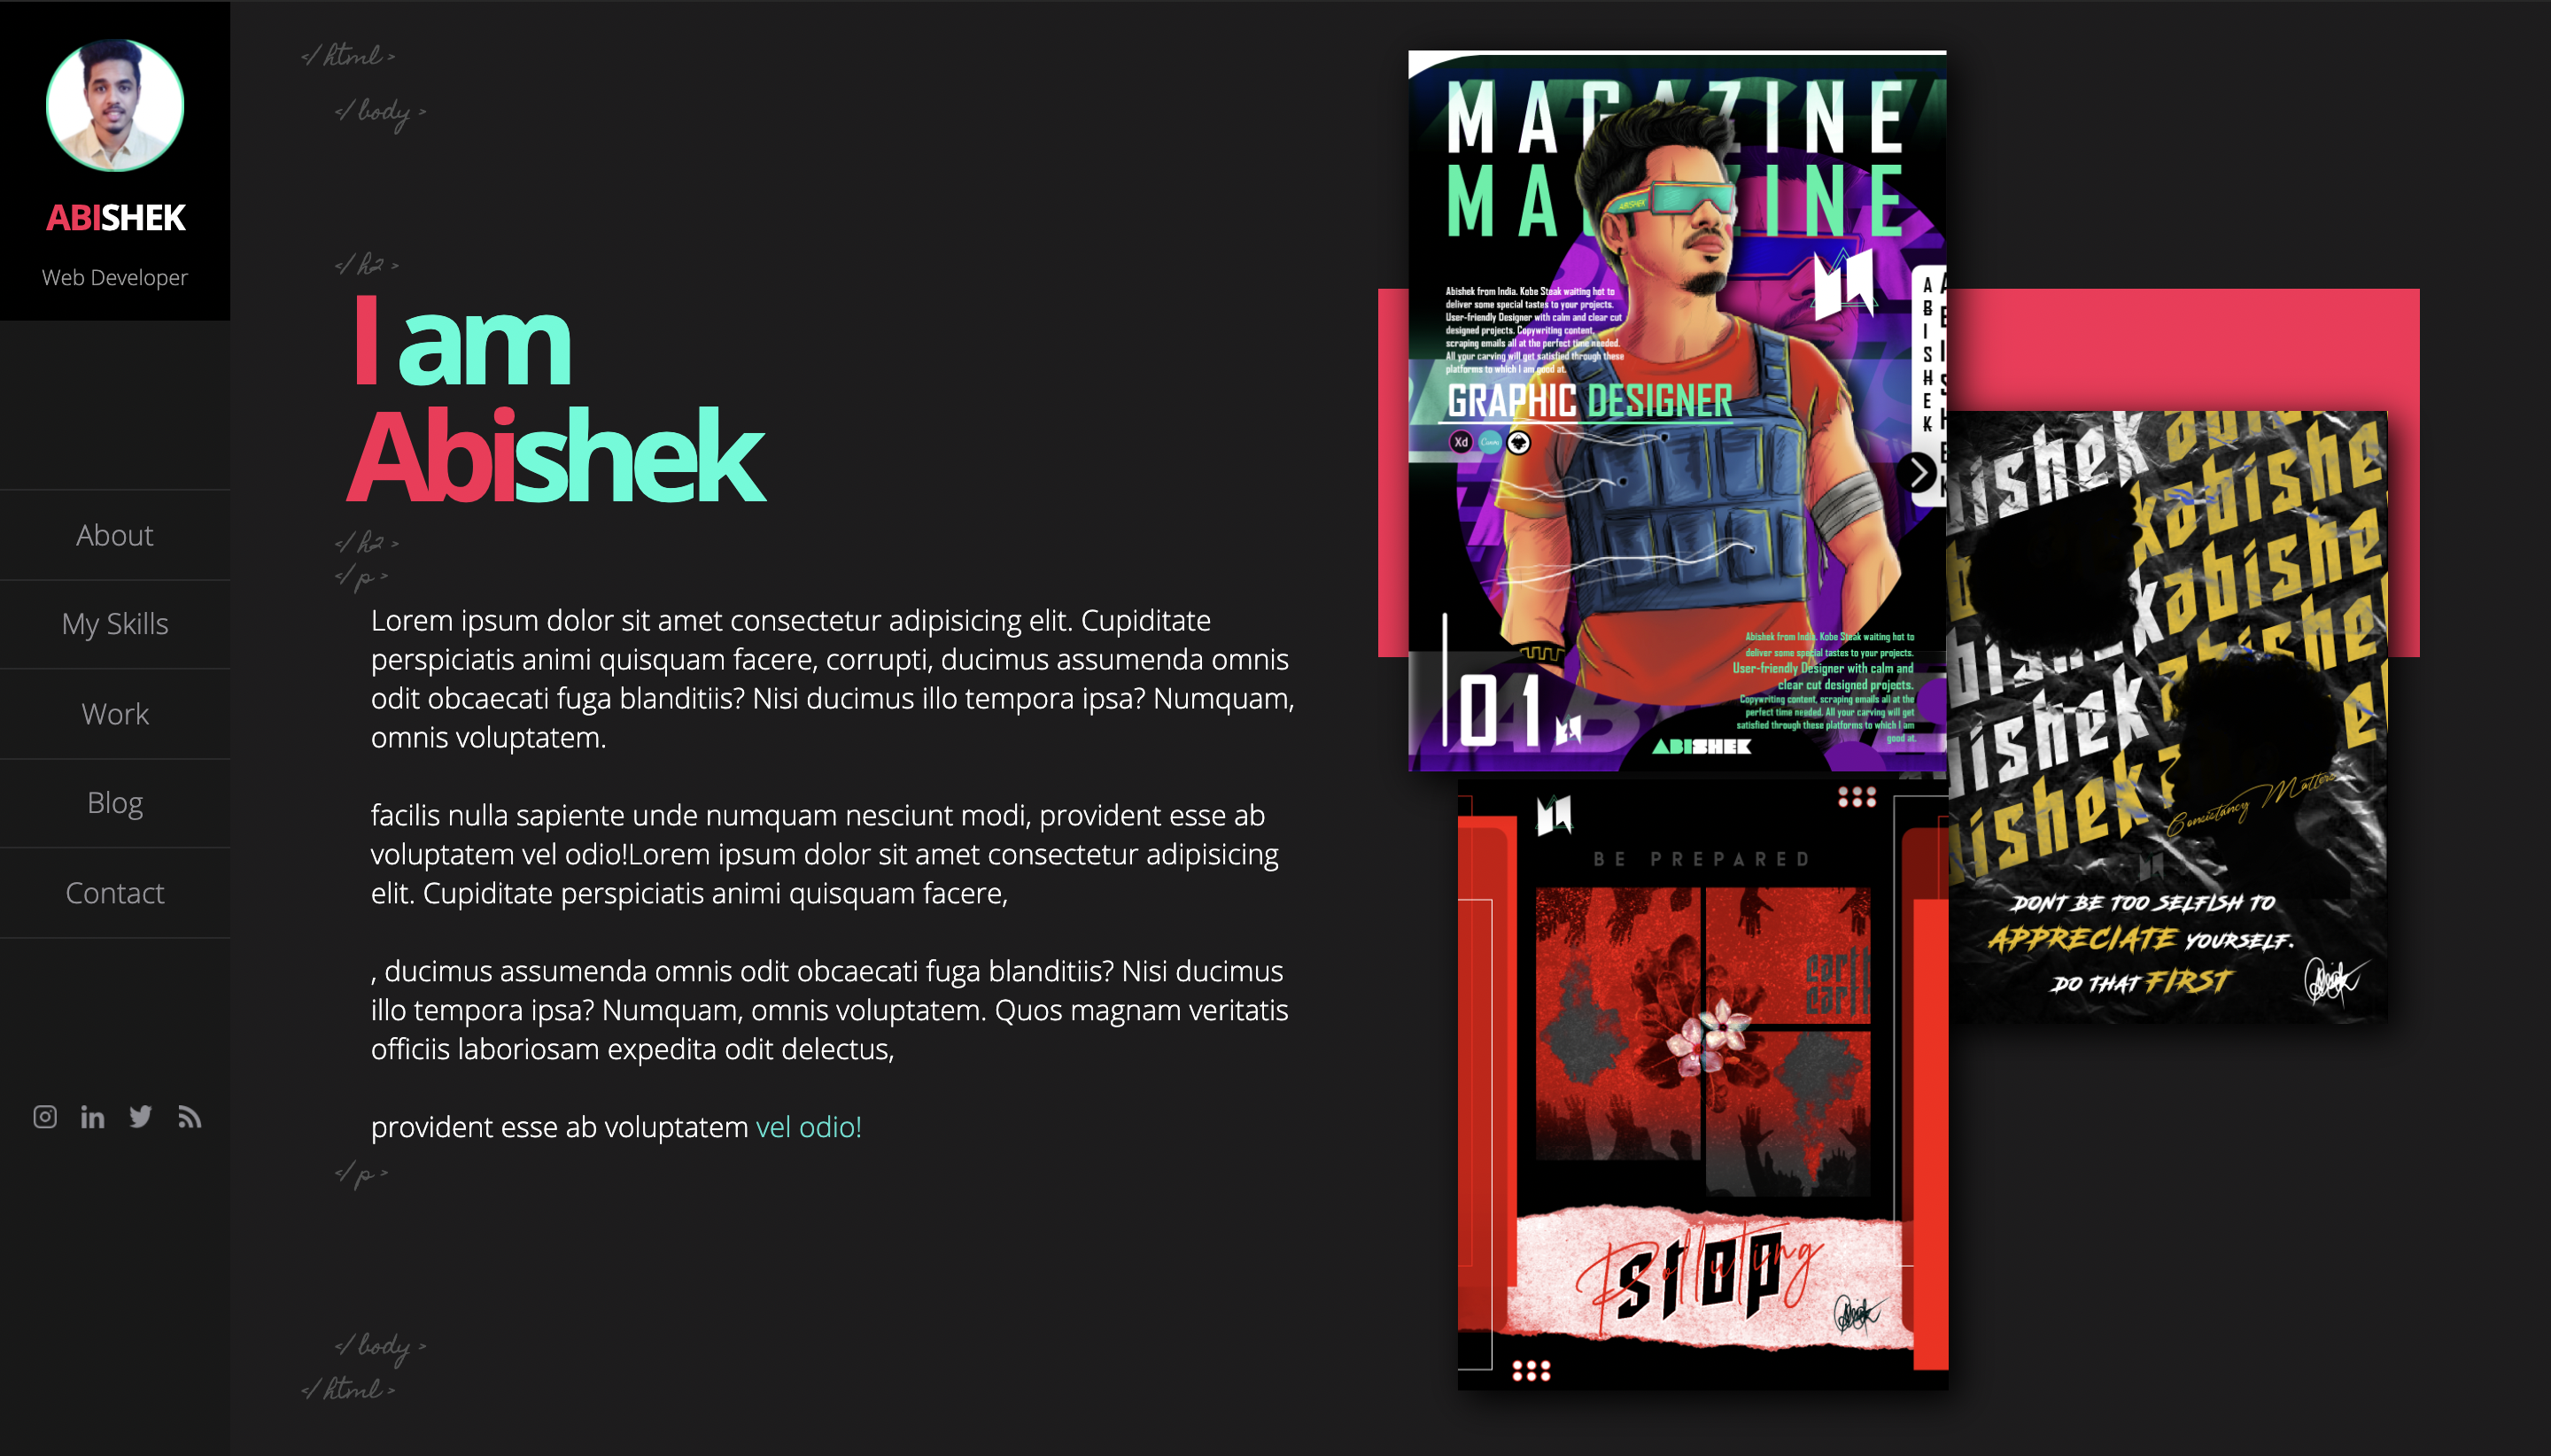 ABISHEK
Web Developer
About
My Skills
Work
Blog
Contact
</ html >
</ body >
</ h2 >
I am
Abishek
</ h2 >
</ p >
Lorem ipsum dolor sit amet consectetur adipisicing elit. Cupiditate
perspiciatis animi quisquam facere, corrupti, ducimus assumenda omnis
odit obcaecati fuga blanditiis? Nisi ducimus illo tempora ipsa? Numquam,
omnis voluptatem.
facilis nulla sapiente unde numquam nesciunt modi, provident esse ab
voluptatem vel odio!Lorem ipsum dolor sit amet consectetur adipisicing
elit. Cupiditate perspiciatis animi quisquam facere,
, ducimus assumenda omnis odit obcaecati fuga blanditiis? Nisi ducimus
illo tempora ipsa? Numquam, omnis voluptatem. Quos magnam veritatis
officiis laboriosam expedita odit delectus,
provident esse ab voluptatem vel odio!
</ p >
</ body >
</ html >
MAGAZINE
MAGAZINE
ABISHEK
Abishek from India. Kobe Steak waiting hot to
deliver some special tastes to your projects.
User-friendly Designer with calm and clear cut
designed projects. Copywriting content,
scraping emails all at the perfect time needed.
All your carving will get satisfied through these
platforms to which I am good at.
GRAPHIC DESIGNER
Xd
Canva
ABISHEK
Abishek from India. Kobe Steak waiting hot to
deliver some special tastes to your projects.
User-friendly Designer with calm and
clear cut designed projects.
Copywriting content, scraping emails all at the
perfect time needed. All your carving will get
satisfied through these platforms to which I am
good at.
01
ABISHEK
ishek
abishe
abishe
ishek
ishek
Consictancy Matters
DONT BE TOO SELFISH TO
APPRECIATE YOURSELF.
DO THAT FIRST
BE PREPARED
earth
earth
Polluting
stop